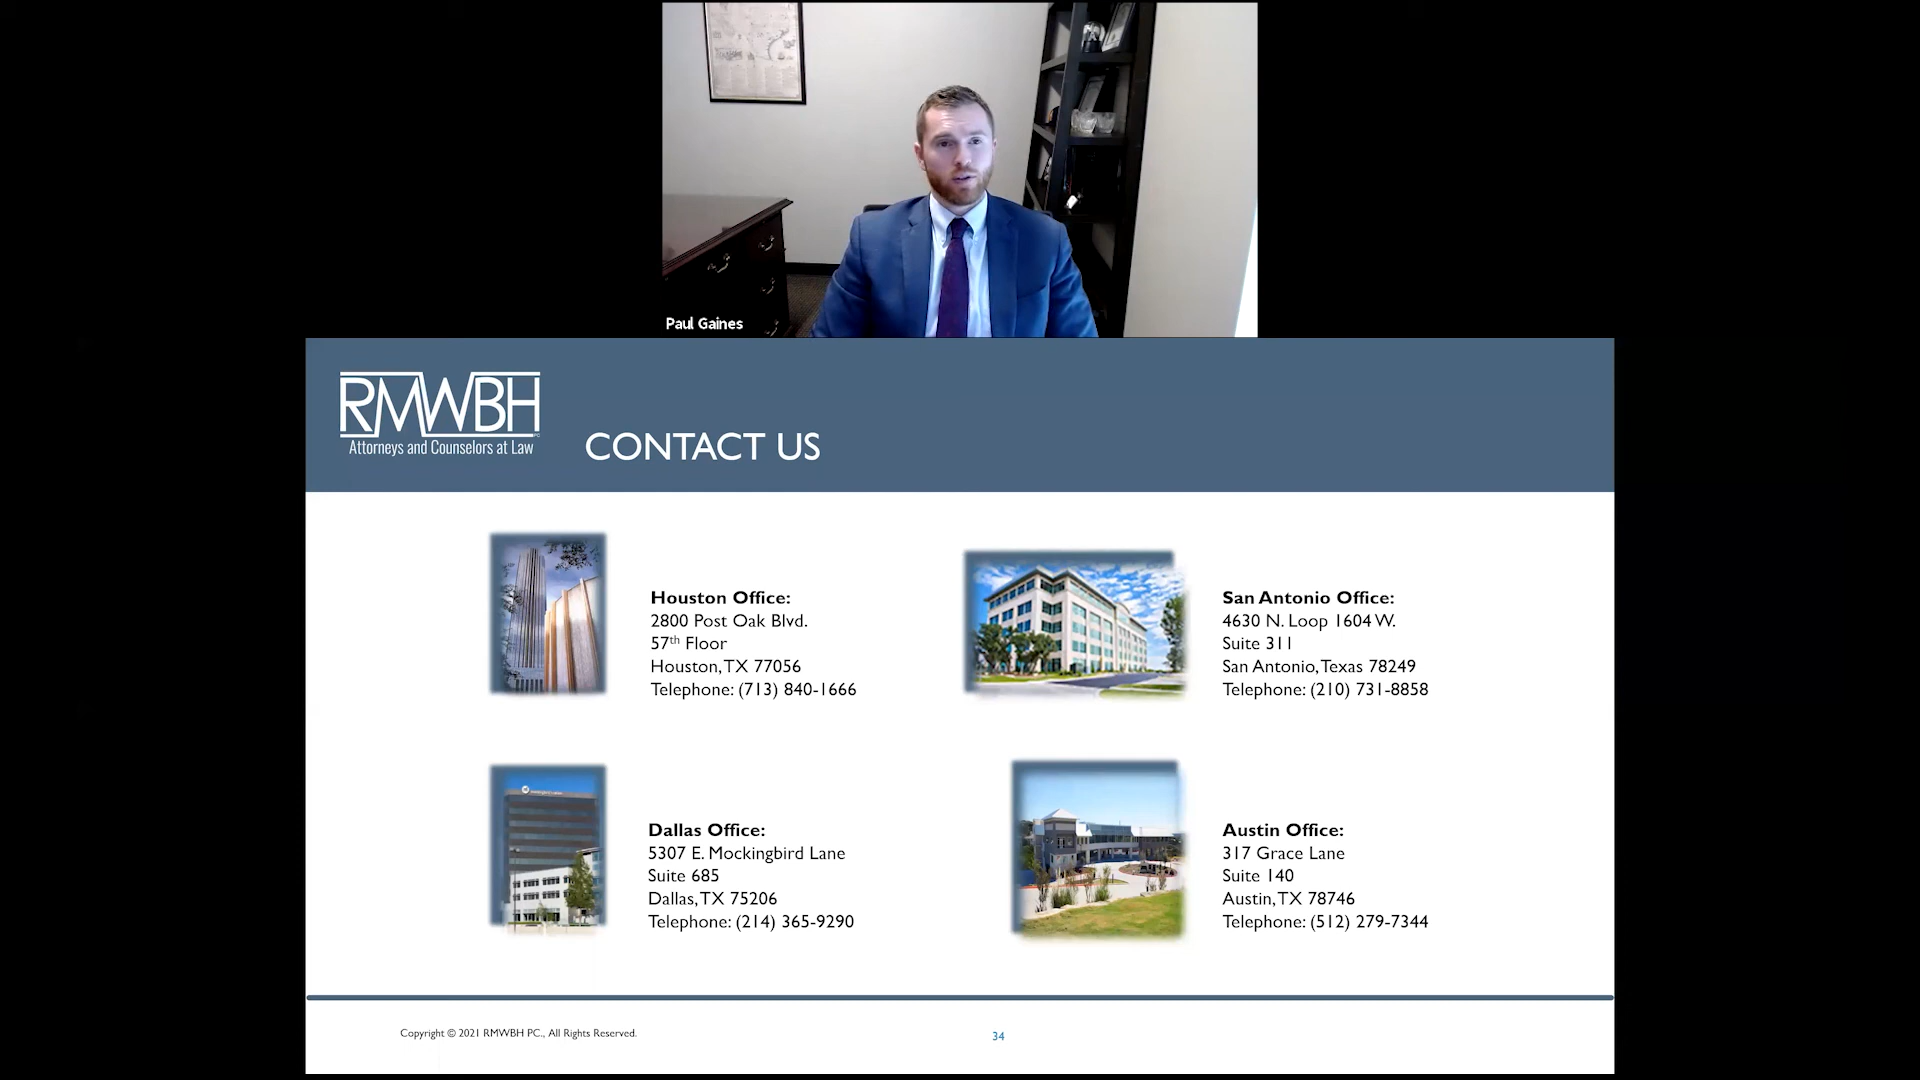 Paul Gaines
RMWBH PC
Attorneys and Counselors at Law
CONTACT US
Houston Office:
2800 Post Oak Blvd.
57th Floor
Houston, TX 77056
Telephone: (713) 840-1666
San Antonio Office:
4630 N. Loop 1604 W.
Suite 311
San Antonio, Texas 78249
Telephone: (210) 731-8858
Dallas Office:
5307 E. Mockingbird Lane
Suite 685
Dallas, TX 75206
Telephone: (214) 365-9290
Austin Office:
317 Grace Lane
Suite 140
Austin, TX 78746
Telephone: (512) 279-7344
Copyright © 2021 RMWBH PC., All Rights Reserved.
34